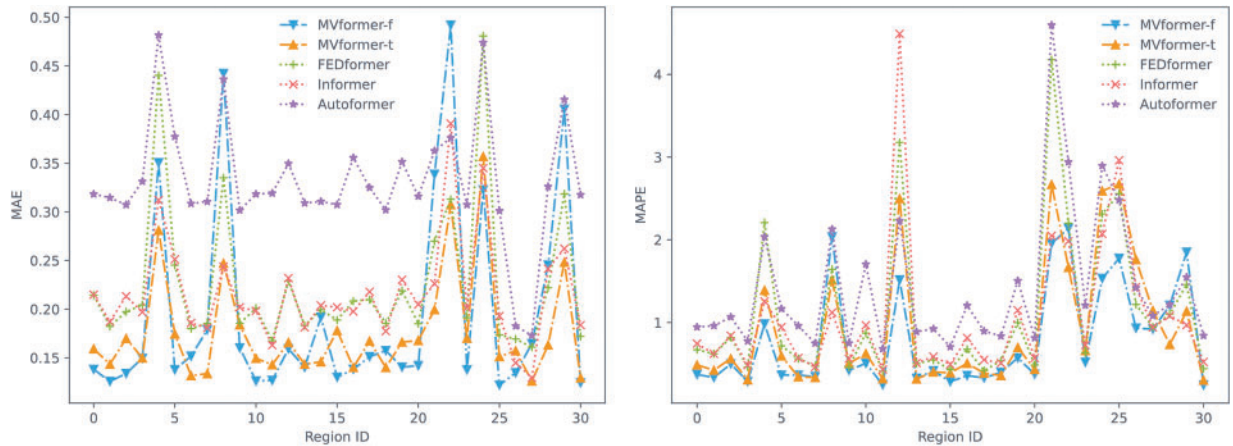 MVformer-f
MVformer-t
FEDformer
Informer
Autoformer
0.50
0.45
0.40
0.35
0.30
0.25
0.20
0.15
MAE
0
5
10
15
20
25
30
Region ID
MVformer-f
MVformer-t
FEDformer
Informer
Autoformer
4
3
2
1
MAPE
0
5
10
15
20
25
30
Region ID